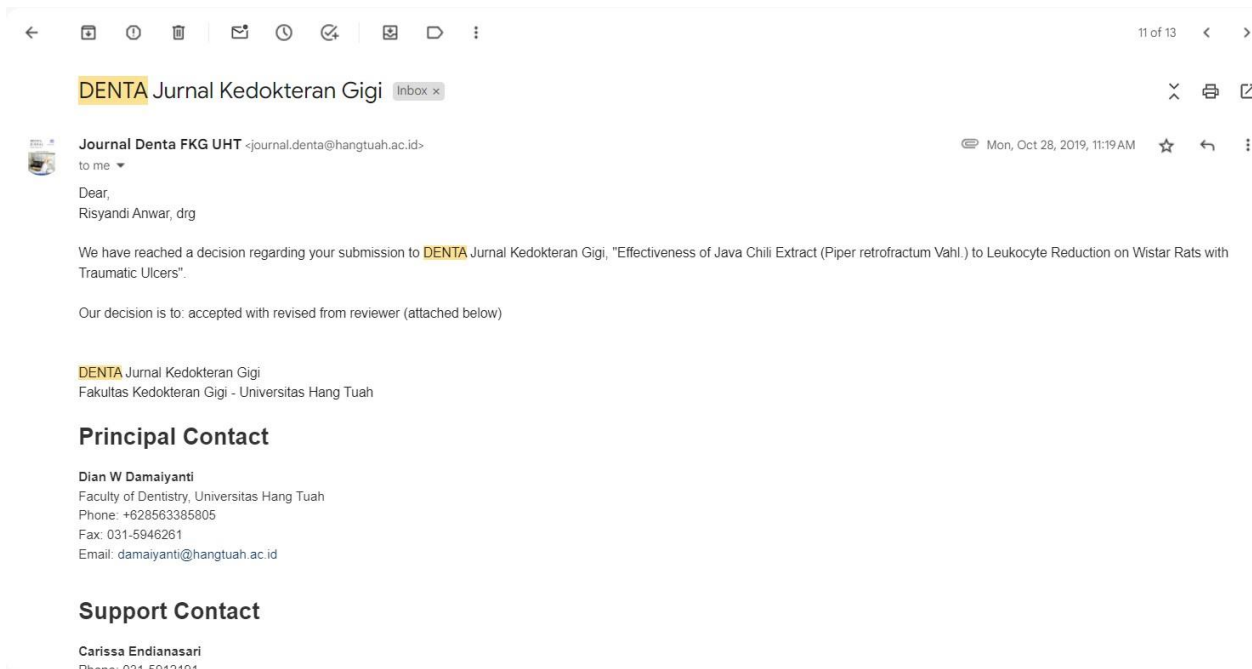 11 of 13
DENTA Jurnal Kedokteran Gigi Inbox ×
Journal Denta FKG UHT <journal.denta@hangtuah.ac.id>
Mon, Oct 28, 2019, 11:19 AM
to me
Dear,
Risyandi Anwar, drg
We have reached a decision regarding your submission to DENTA Jurnal Kedokteran Gigi, "Effectiveness of Java Chili Extract (Piper retrofractum Vahl.) to Leukocyte Reduction on Wistar Rats with
Traumatic Ulcers".
Our decision is to: accepted with revised from reviewer (attached below)
DENTA Jurnal Kedokteran Gigi
Fakultas Kedokteran Gigi - Universitas Hang Tuah
Principal Contact
Dian W Damaiyanti
Faculty of Dentistry, Universitas Hang Tuah
Phone: +628563385805
Fax: 031-5946261
Email: damaiyanti@hangtuah.ac.id
Support Contact
Carissa Endianasari
Phone: 031-5912191